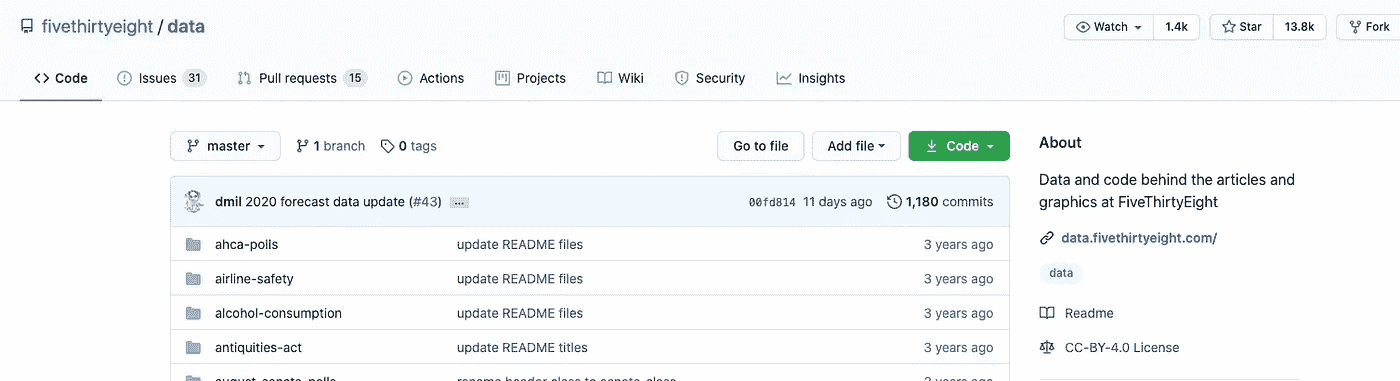 fivethirtyeight / data
Watch 1.4k Star 13.8k Fork
Code Issues 31 Pull requests 15 Actions Projects Wiki Security Insights
master 1 branch 0 tags Go to file Add file Code
About
Data and code behind the articles and
graphics at FiveThirtyEight
data.fivethirtyeight.com/
data
Readme
CC-BY-4.0 License
dmil 2020 forecast data update (#43) ... 00fd814 11 days ago 1,180 commits
ahca-polls update README files 3 years ago
airline-safety update README files 3 years ago
alcohol-consumption update README files 3 years ago
antiquities-act update README titles 3 years ago